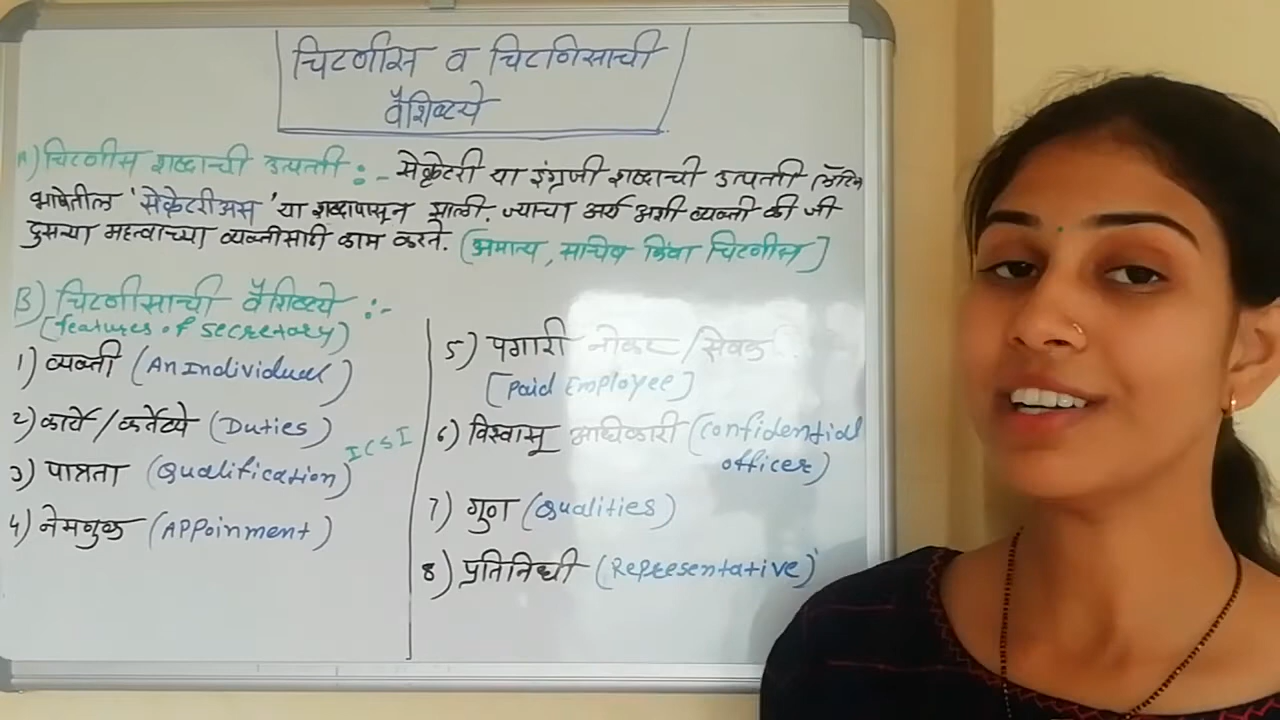 चिटणीस व चिटणिसाची
वैशिष्ट्ये
A) चिटणीस शब्दाची उत्पत्ती :- सेक्रेटरी या इंग्रजी शब्दाची उत्पत्ती लॅटिन
भाषेतील 'सेक्रेटरीअस' या शब्दापासून झाली. ज्याचा अर्थ अशी व्यक्ती की जी
दुसऱ्या महत्वाच्या व्यक्तीसाठी काम करते. (अमात्य, सचिव किंवा चिटणीस]
B) चिटणीसाची वैशिष्ट्ये :-
[features of secretary)
1) व्यक्ती (An Individual)
2) कार्ये / कर्तव्ये (Duties)
3) पात्रता (Qualification) ICSI
4) नेमणुक (APPoinment)
5) पगारी नोकर / सेवक
[Paid Employee]
6) विश्वासू अधिकारी (Confidential
officer)
7) गुण (Qualities)
8) प्रतिनिधी (Representative)